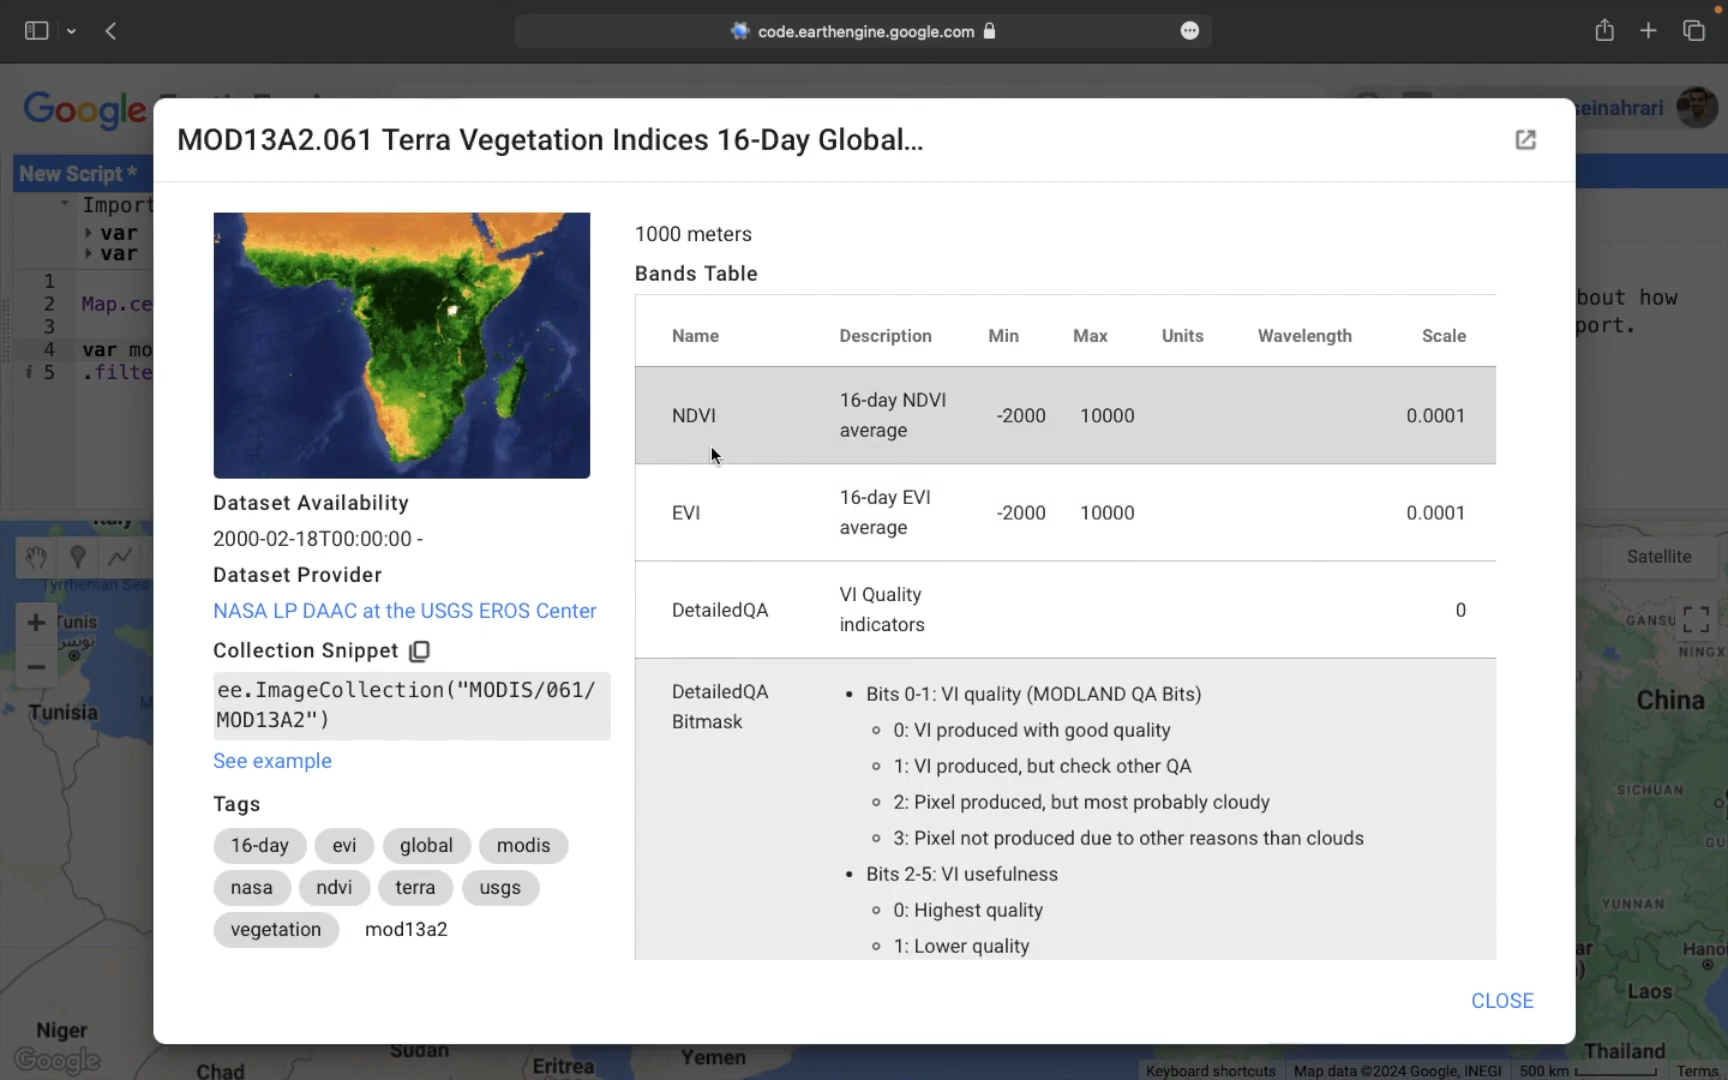 code.earthengine.google.com
Google
seinahrari
MOD13A2.061 Terra Vegetation Indices 16-Day Global...
New Script *
Import
var
var
1
2 Map.ce
3
4 var mo
i 5 .filte
bout how
port.
1000 meters
Bands Table
Name Description Min Max Units Wavelength Scale
NDVI 16-day NDVI average -2000 10000 0.0001
EVI 16-day EVI average -2000 10000 0.0001
DetailedQA VI Quality indicators 0
DetailedQA Bitmask
• Bits 0-1: VI quality (MODLAND QA Bits)
0: VI produced with good quality
1: VI produced, but check other QA
2: Pixel produced, but most probably cloudy
3: Pixel not produced due to other reasons than clouds
• Bits 2-5: VI usefulness
0: Highest quality
1: Lower quality
Dataset Availability
2000-02-18T00:00:00 -
Dataset Provider
NASA LP DAAC at the USGS EROS Center
Collection Snippet
ee.ImageCollection("MODIS/061/
MOD13A2")
See example
Tags
16-day evi global modis
nasa ndvi terra usgs
vegetation mod13a2
CLOSE
Satellite
Tyrrhenian Sea
Tunis
تونس
Tunisia
GANSU
NINGX
China
SICHUAN
YUNNAN
Hano
Laos
Thailand
Niger
Google
Chad
Sudan
Eritrea
Yemen
Keyboard shortcuts Map data ©2024 Google, INEGI 500 km Terms